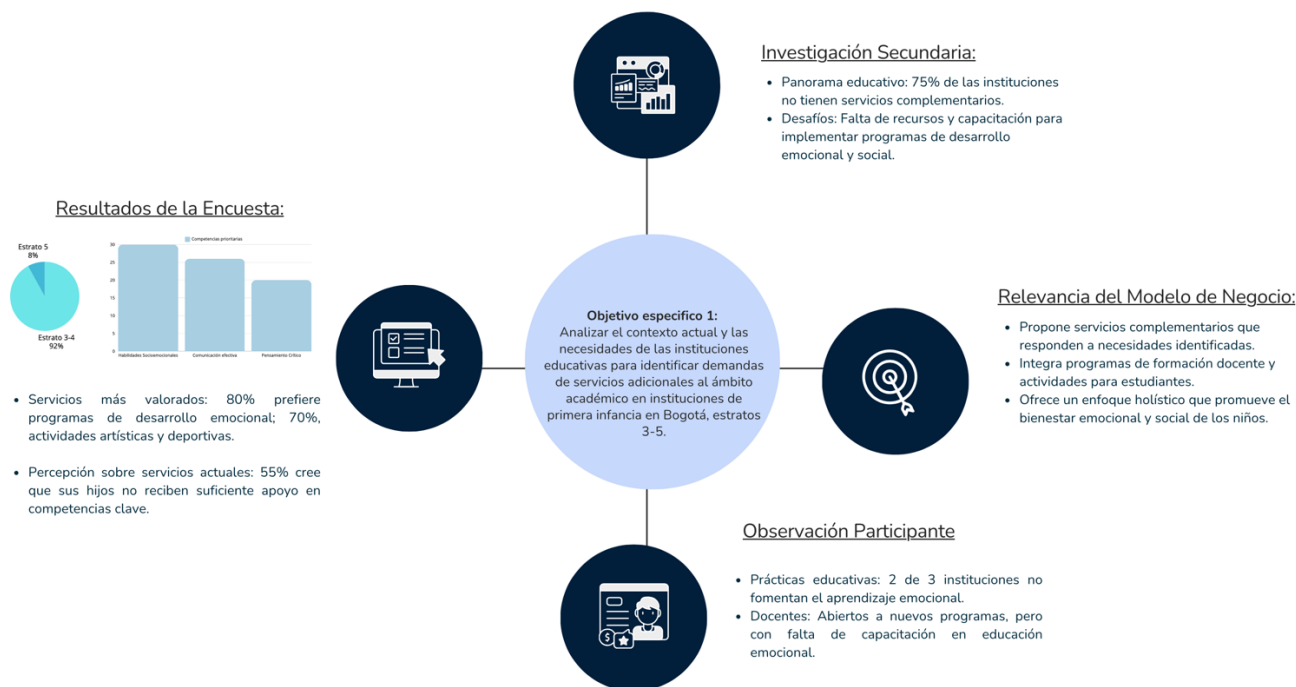 Investigación Secundaria:
• Panorama educativo: 75% de las instituciones
no tienen servicios complementarios.
• Desafíos: Falta de recursos y capacitación para
implementar programas de desarrollo
emocional y social.
Resultados de la Encuesta:
Estrato 5
8%
Estrato 3-4
92%
Competencias prioritarias
30
25
20
15
10
5
0
Habilidades Socioemocionales
Comunicación efectiva
Pensamiento Crítico
• Servicios más valorados: 80% prefiere
programas de desarrollo emocional; 70%,
actividades artísticas y deportivas.
• Percepción sobre servicios actuales: 55% cree
que sus hijos no reciben suficiente apoyo en
competencias clave.
Objetivo especifico 1:
Analizar el contexto actual y las
necesidades de las instituciones
educativas para identificar demandas
de servicios adicionales al ámbito
académico en instituciones de
primera infancia en Bogotá, estratos
3-5.
Relevancia del Modelo de Negocio:
• Propone servicios complementarios que
responden a necesidades identificadas.
• Integra programas de formación docente y
actividades para estudiantes.
• Ofrece un enfoque holístico que promueve el
bienestar emocional y social de los niños.
Observación Participante
• Prácticas educativas: 2 de 3 instituciones no
fomentan el aprendizaje emocional.
• Docentes: Abiertos a nuevos programas, pero
con falta de capacitación en educación
emocional.
$